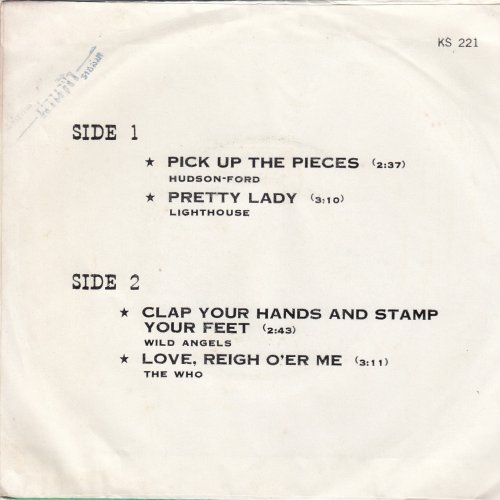 KS 221
SIDE 1
★ PICK UP THE PIECES (2:37)
HUDSON-FORD
★ PRETTY LADY (3:10)
LIGHTHOUSE
SIDE 2
★ CLAP YOUR HANDS AND STAMP
YOUR FEET (2:43)
WILD ANGELS
★ LOVE, REIGH O'ER ME (3:11)
THE WHO